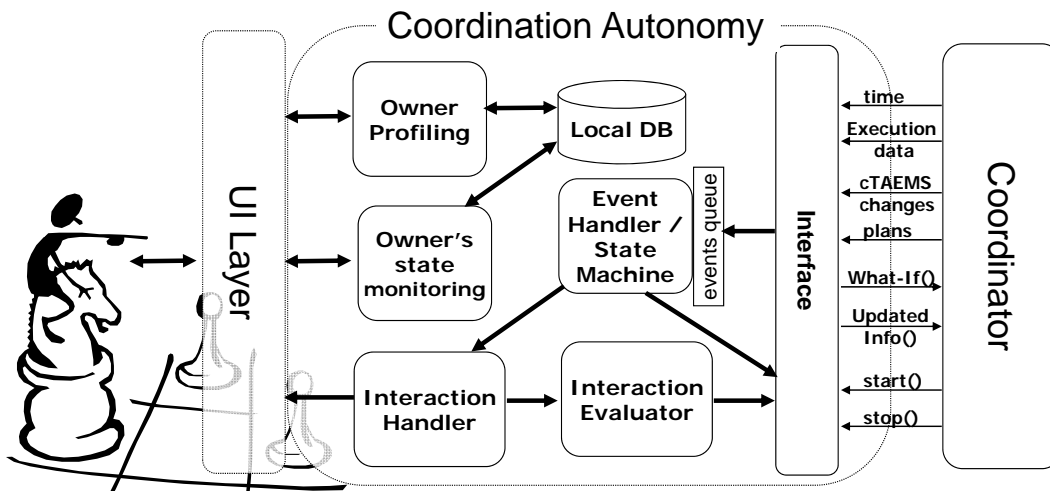 Coordination Autonomy
UI Layer
Owner
Profiling
Local DB
Owner's
state
monitoring
Event
Handler /
State
Machine
events queue
Interaction
Handler
Interaction
Evaluator
Interface
time
Execution
data
cTAEMS
changes
plans
What-If()
Updated
Info()
start()
stop()
Coordinator